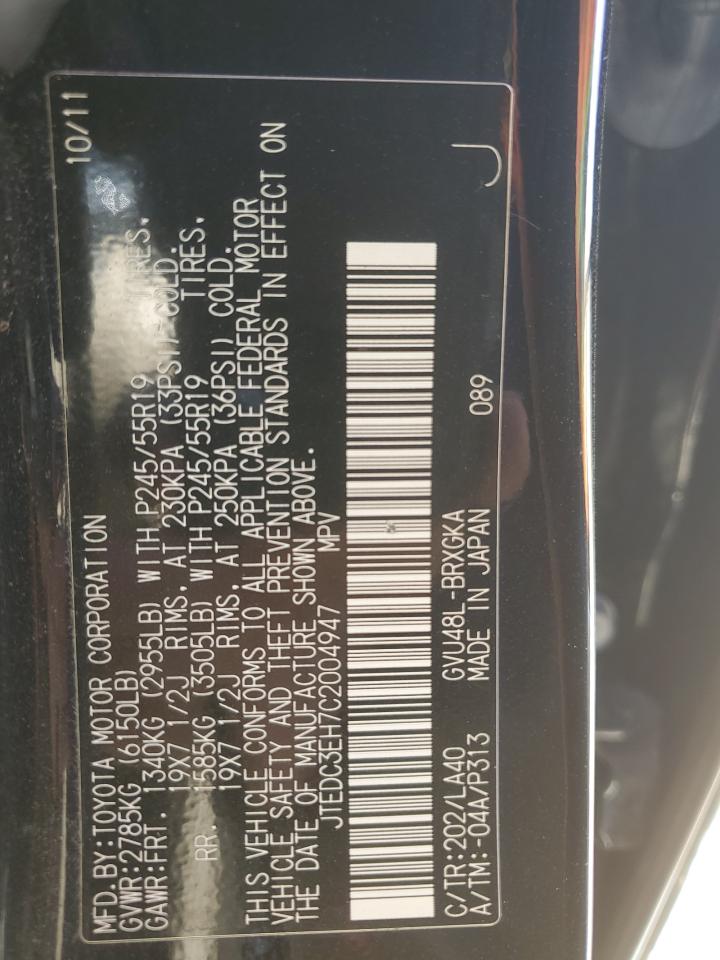 MFD.BY:TOYOTA MOTOR CORPORATION 10/11
GVWR:2785KG (6150LB)
GAWR:FRT. 1340KG (2955LB) WITH P245/55R19 TIRES,
19X7 1/2J RIMS, AT 230KPA (33PSI) COLD.
RR. 1585KG (3505LB) WITH P245/55R19 TIRES.
19X7 1/2J RIMS, AT 250KPA (36PSI) COLD.
THIS VEHICLE CONFORMS TO ALL APPLICABLE FEDERAL MOTOR
VEHICLE SAFETY AND THEFT PREVENTION STANDARDS IN EFFECT ON
THE DATE OF MANUFACTURE SHOWN ABOVE.
JTEDC3EH7C2004947 MPV
C/TR:202/LA40 GVU48L-BRXGKA 089 J
A/TM:-04A/P313 MADE IN JAPAN